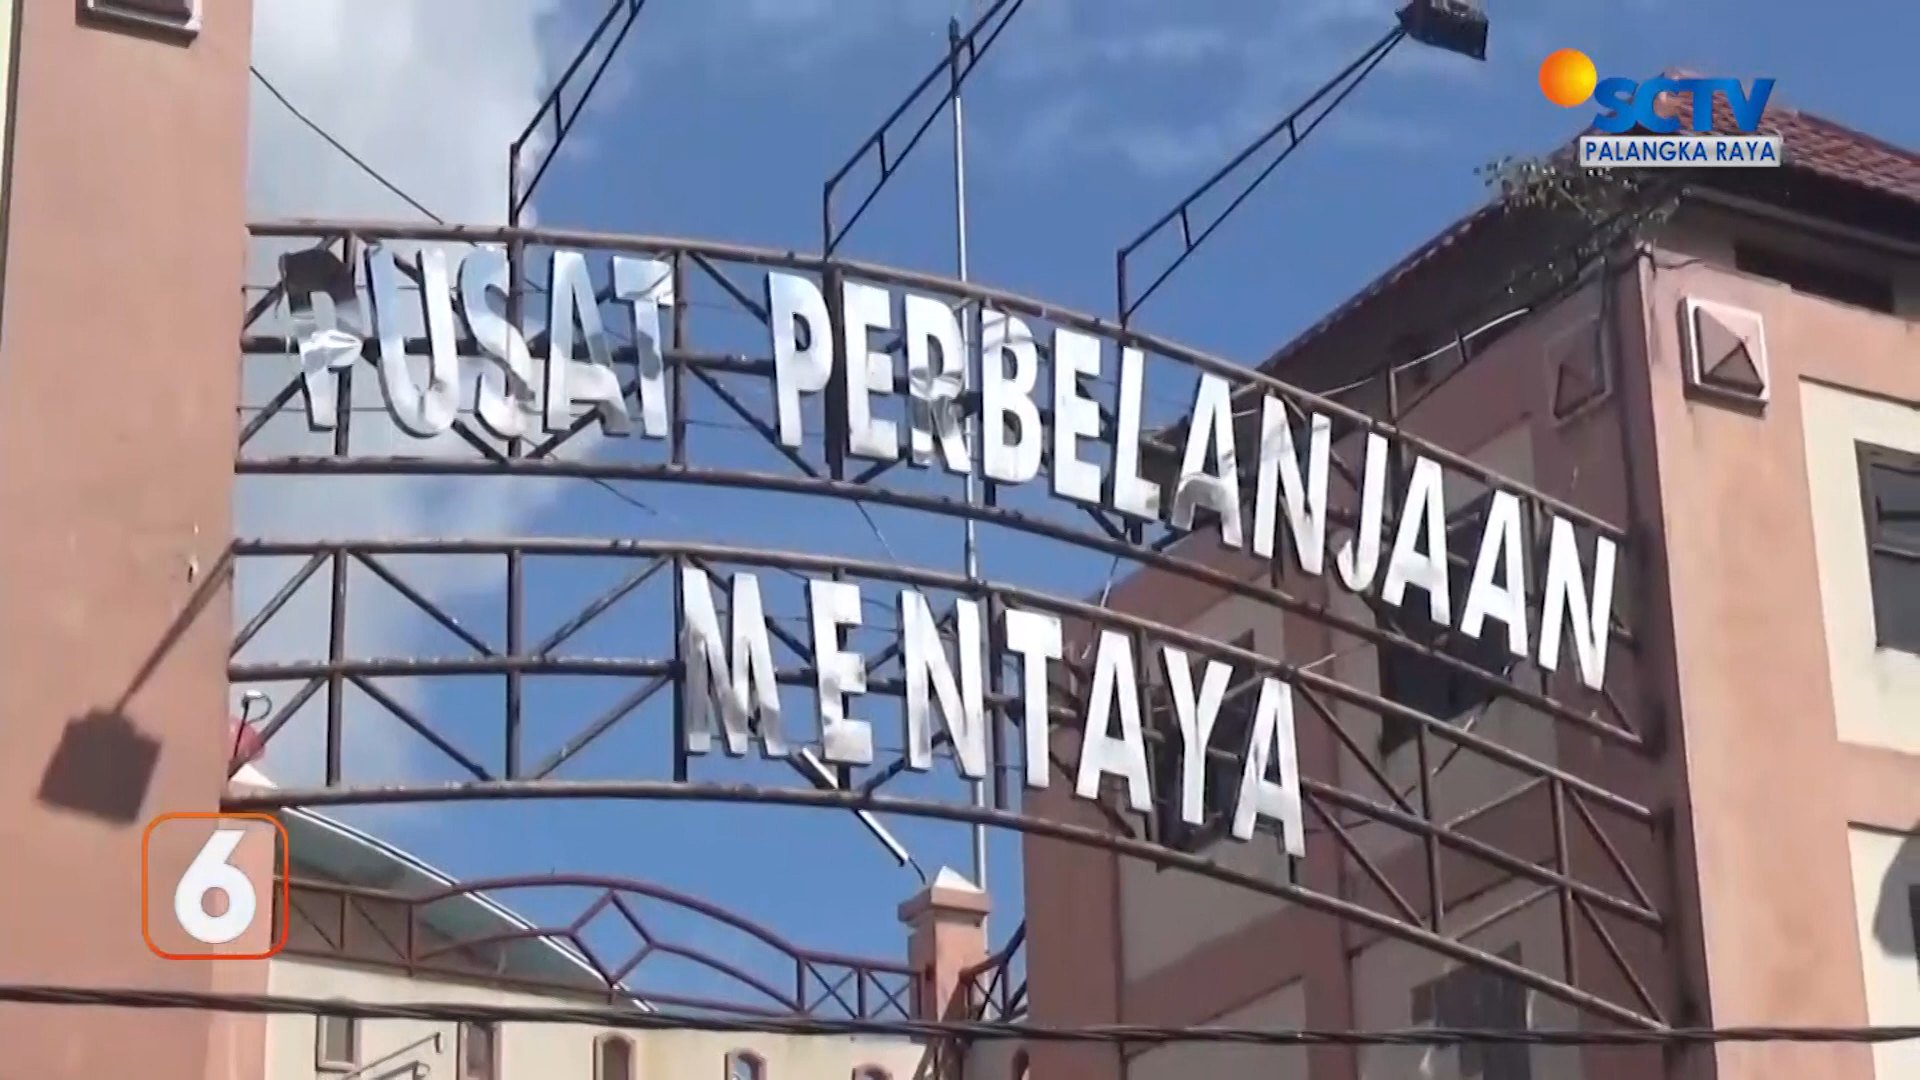 SCTV
PALANGKA RAYA
PUSAT PERBELANJAAN
MENTAYA
6